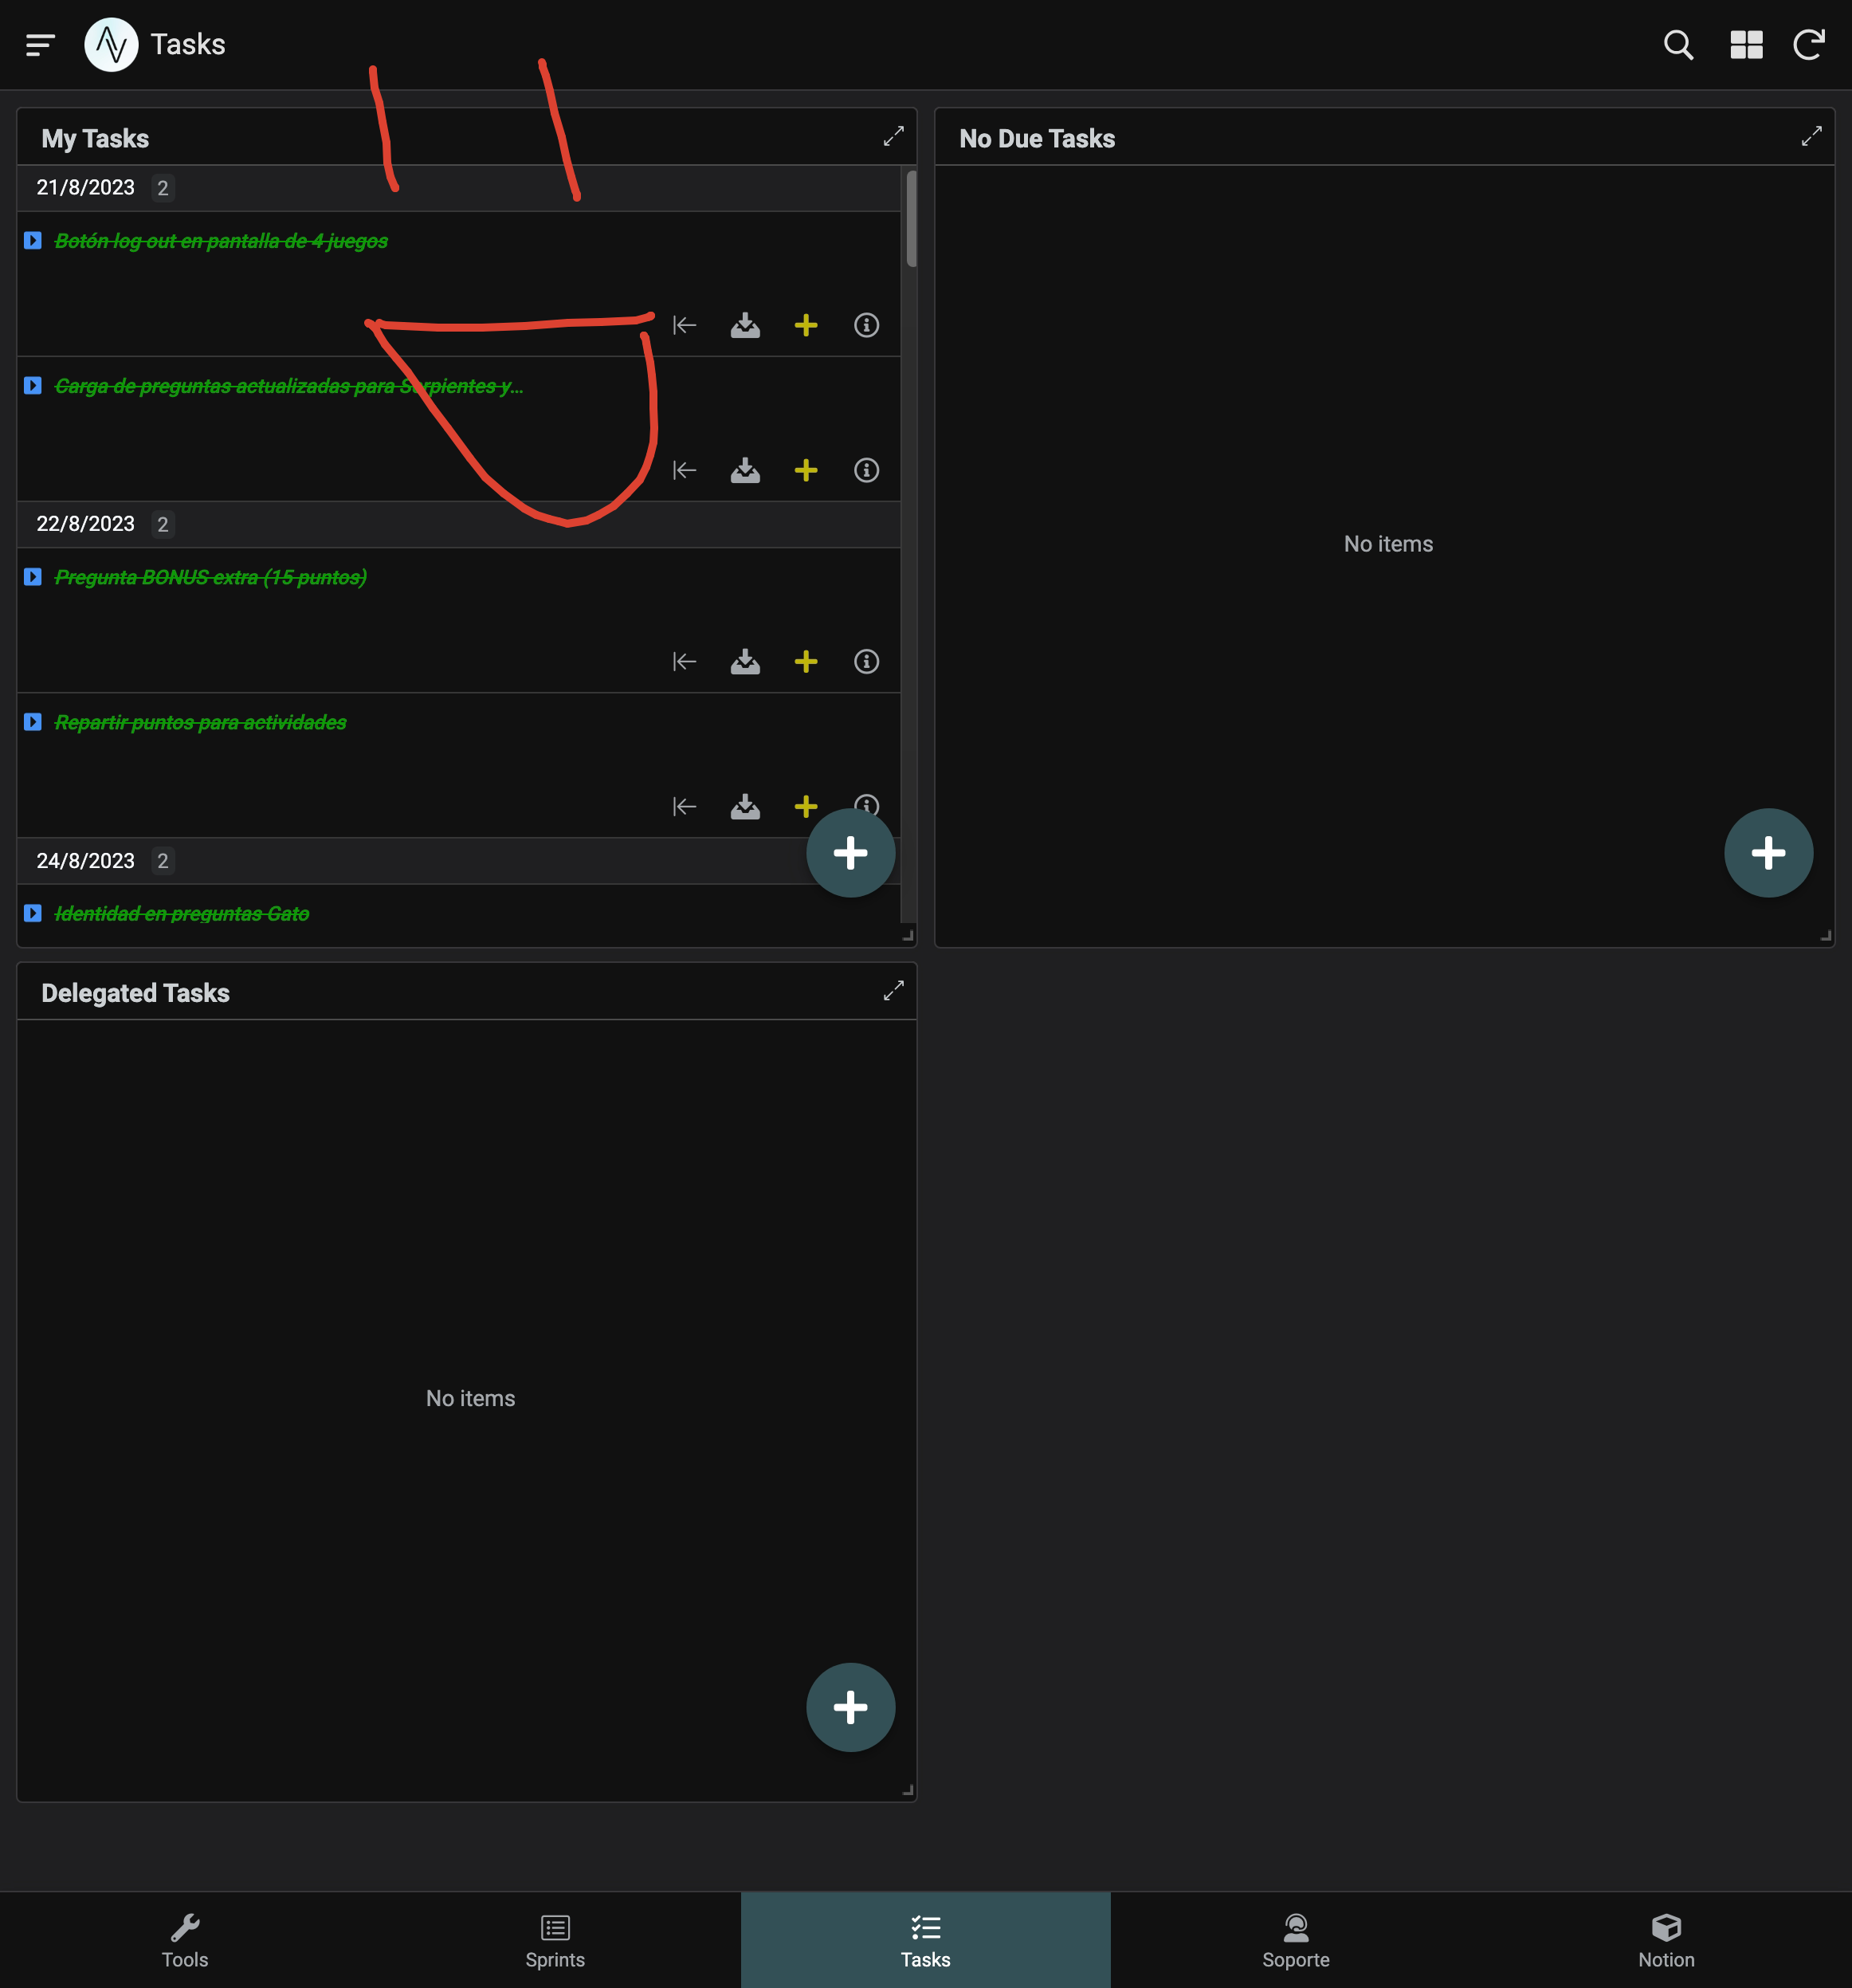 Tasks
My Tasks
21/8/2023 2
Botón log out en pantalla de 4 juegos
Carga de preguntas actualizadas para Serpientes y...
22/8/2023 2
Pregunta BONUS extra (15 puntos)
Repartir puntos para actividades
24/8/2023 2
Identidad en preguntas Gato
No Due Tasks
No items
Delegated Tasks
No items
Tools
Sprints
Tasks
Soporte
Notion